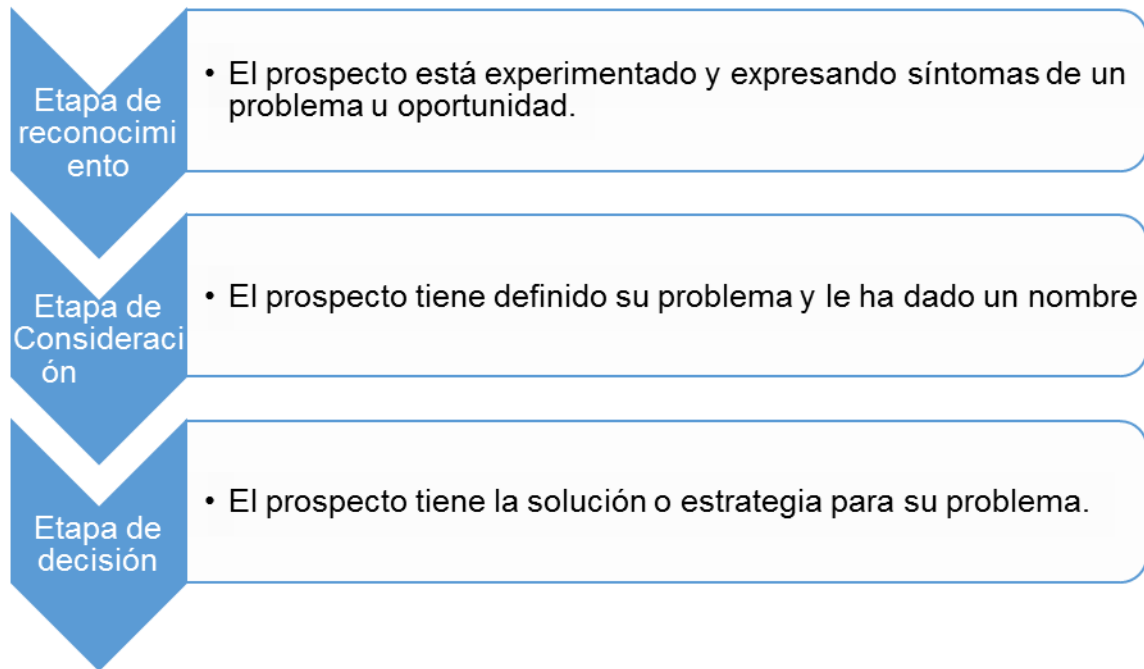 Etapa de
reconocimi
ento
• El prospecto está experimentado y expresando síntomas de un
problema u oportunidad.
Etapa de
Consideraci
ón
• El prospecto tiene definido su problema y le ha dado un nombre
Etapa de
decisión
• El prospecto tiene la solución o estrategia para su problema.